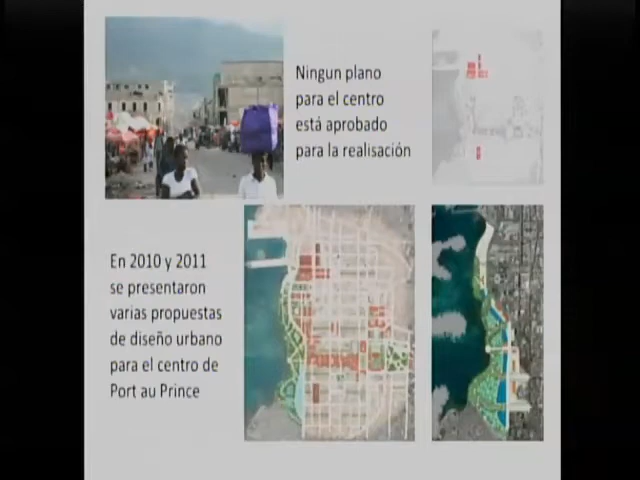 Ningun plano
para el centro
está aprobado
para la realisación
En 2010 y 2011
se presentaron
varias propuestas
de diseño urbano
para el centro de
Port au Prince